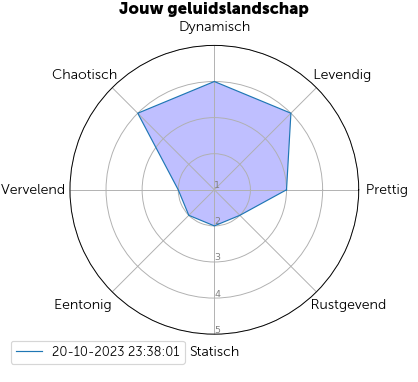 Jouw geluidslandschap
Dynamisch
Chaotisch
Levendig
Vervelend
1
Prettig
2
3
4
Eentonig
Rustgevend
5
20-10-2023 23:38:01
Statisch